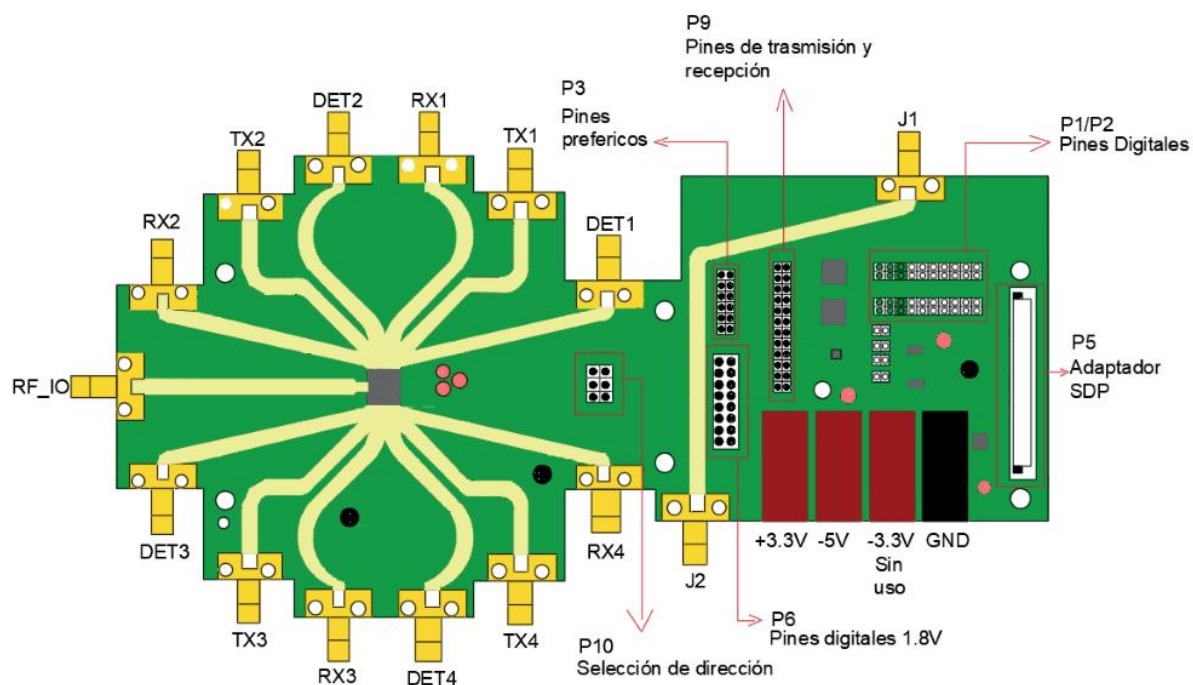 P9
Pines de trasmisión y
recepción
P3
Pines
prefericos
DET2
RX1
TX2
TX1
J1
P1/P2
Pines Digitales
RX2
DET1
RF_IO
P5
Adaptador
SDP
DET3
RX4
J2
+3.3V
-5V
-3.3V
GND
Sin
uso
TX3
RX3
DET4
TX4
P10
Selección de dirección
P6
Pines digitales 1.8V